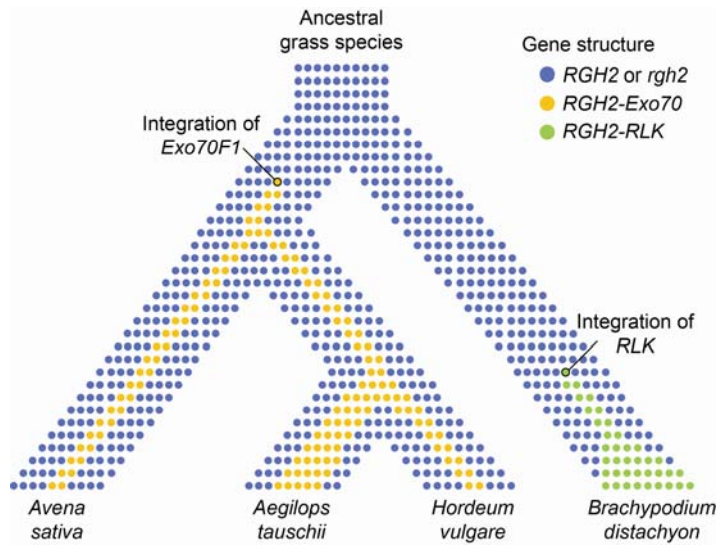 Ancestral
grass species
Gene structure
RGH2 or rgh2
RGH2-Exo70
RGH2-RLK
Integration of
Exo70F1
Integration of
RLK
Avena
sativa
Aegilops
tauschii
Hordeum
vulgare
Brachypodium
distachyon